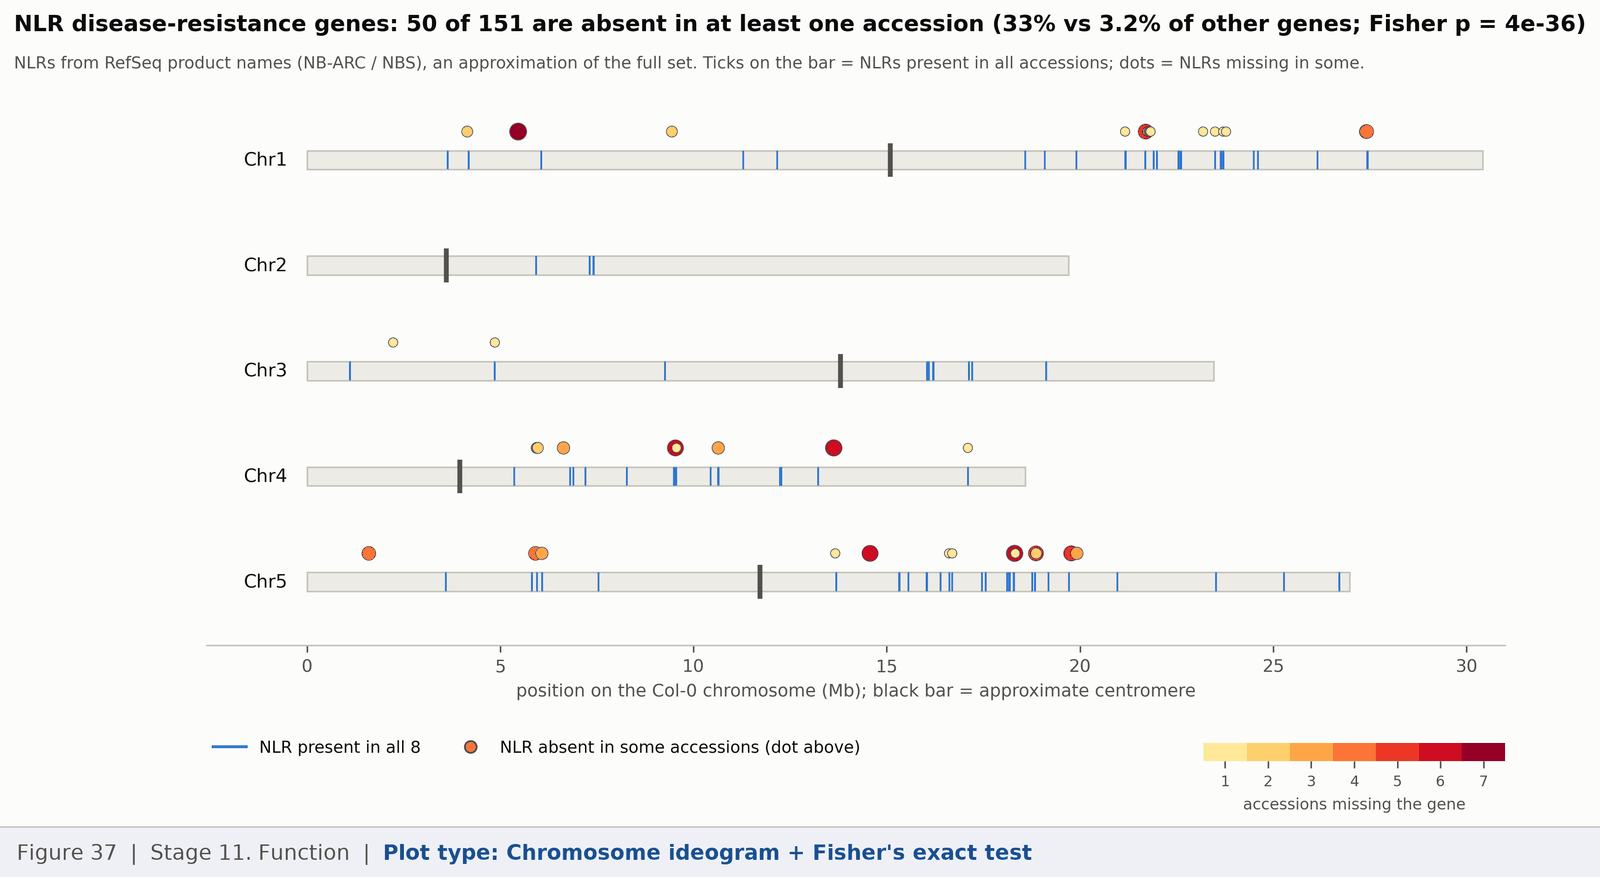 NLR disease-resistance genes: 50 of 151 are absent in at least one accession (33% vs 3.2% of other genes; Fisher p = 4e-36)
NLRs from RefSeq product names (NB-ARC / NBS), an approximation of the full set. Ticks on the bar = NLRs present in all accessions; dots = NLRs missing in some.
Chr1
Chr2
Chr3
Chr4
Chr5
0 5 10 15 20 25 30
position on the Col-0 chromosome (Mb); black bar = approximate centromere
NLR present in all 8 NLR absent in some accessions (dot above)
1 2 3 4 5 6 7
accessions missing the gene
Figure 37 | Stage 11. Function | Plot type: Chromosome ideogram + Fisher's exact test